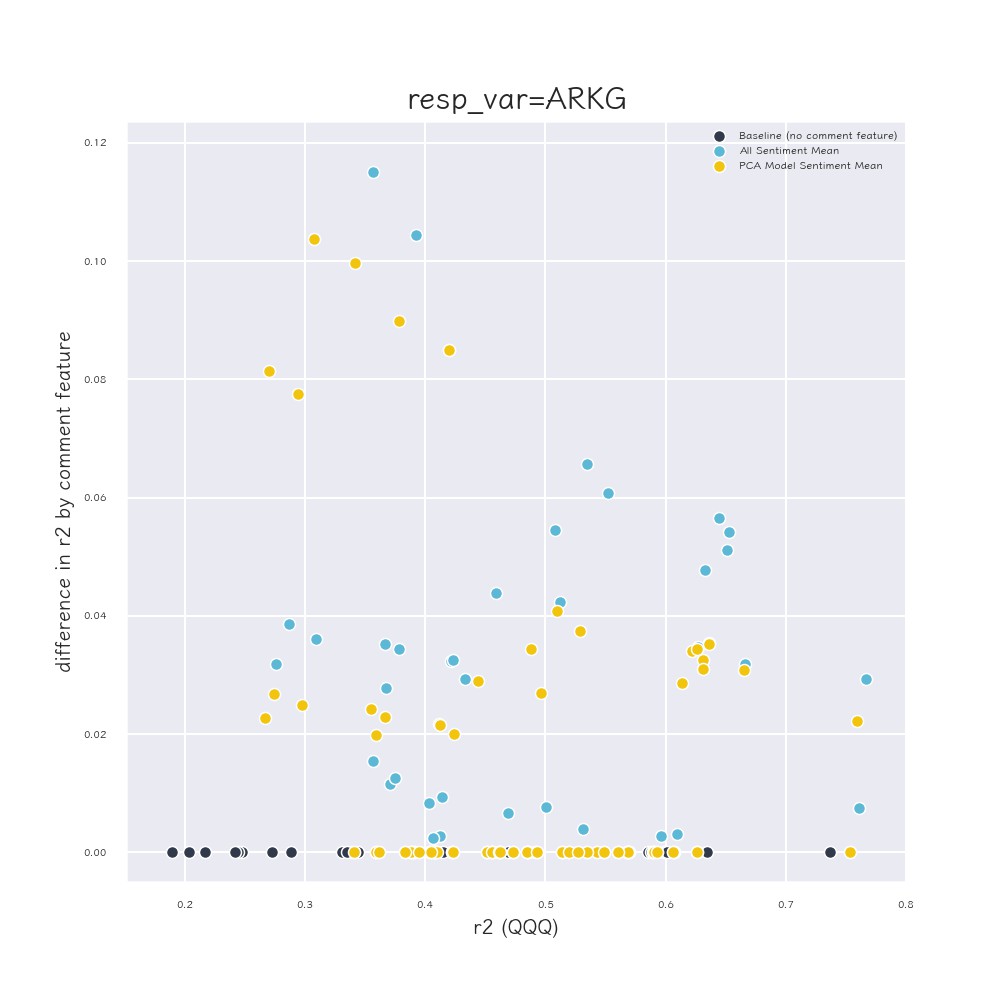 resp_var=ARKG
Baseline (no comment feature)
All Sentiment Mean
PCA Model Sentiment Mean
0.12
0.10
0.08
0.06
0.04
0.02
0.00
difference in r2 by comment feature
0.2 0.3 0.4 0.5 0.6 0.7 0.8
r2 (QQQ)